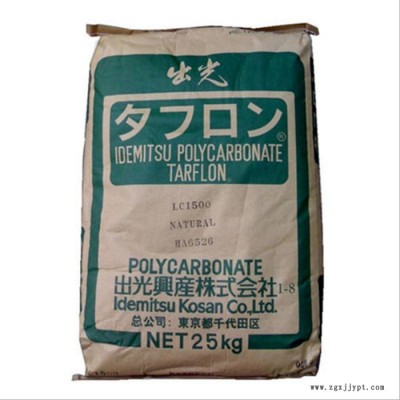 出光
タフロン®
IDEMITSU POLYCARBONATE
TARFLON
LC1500
NATURAL
HA6526
POLYCARBONATE
出光興産株式会社1-8
Idemitsu Kosan Co.,Ltd.
总公司: 東京都千代田区
NET 25kg
www.zgxjjypt.com